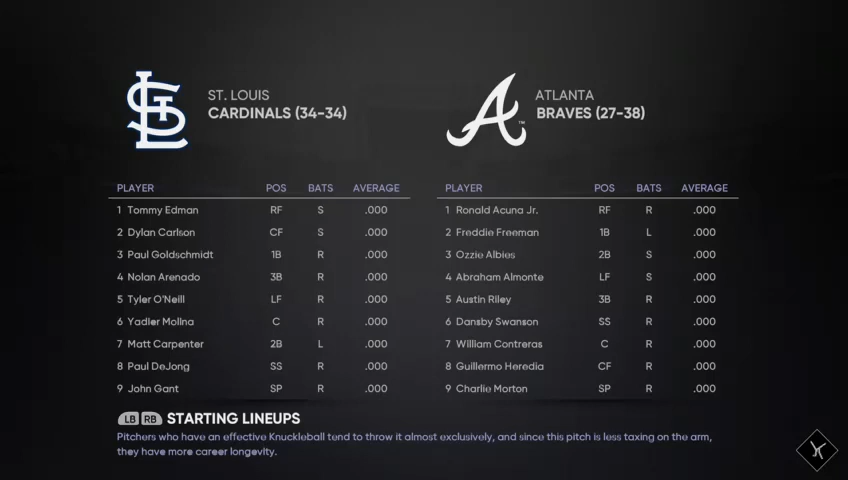 ST. LOUIS
CARDINALS (34-34)
ATLANTA
BRAVES (27-38)
PLAYER POS BATS AVERAGE
1 Tommy Edman RF S .000
2 Dylan Carlson CF S .000
3 Paul Goldschmidt 1B R .000
4 Nolan Arenado 3B R .000
5 Tyler O'Neill LF R .000
6 Yadier Molina C R .000
7 Matt Carpenter 2B L .000
8 Paul DeJong SS R .000
9 John Gant SP R .000
PLAYER POS BATS AVERAGE
1 Ronald Acuna Jr. RF R .000
2 Freddie Freeman 1B L .000
3 Ozzie Albies 2B S .000
4 Abraham Almonte LF S .000
5 Austin Riley 3B R .000
6 Dansby Swanson SS R .000
7 William Contreras C R .000
8 Guillermo Heredia CF R .000
9 Charlie Morton SP R .000
LB RB STARTING LINEUPS
Pitchers who have an effective Knuckleball tend to throw it almost exclusively, and since this pitch is less taxing on the arm,
they have more career longevity.